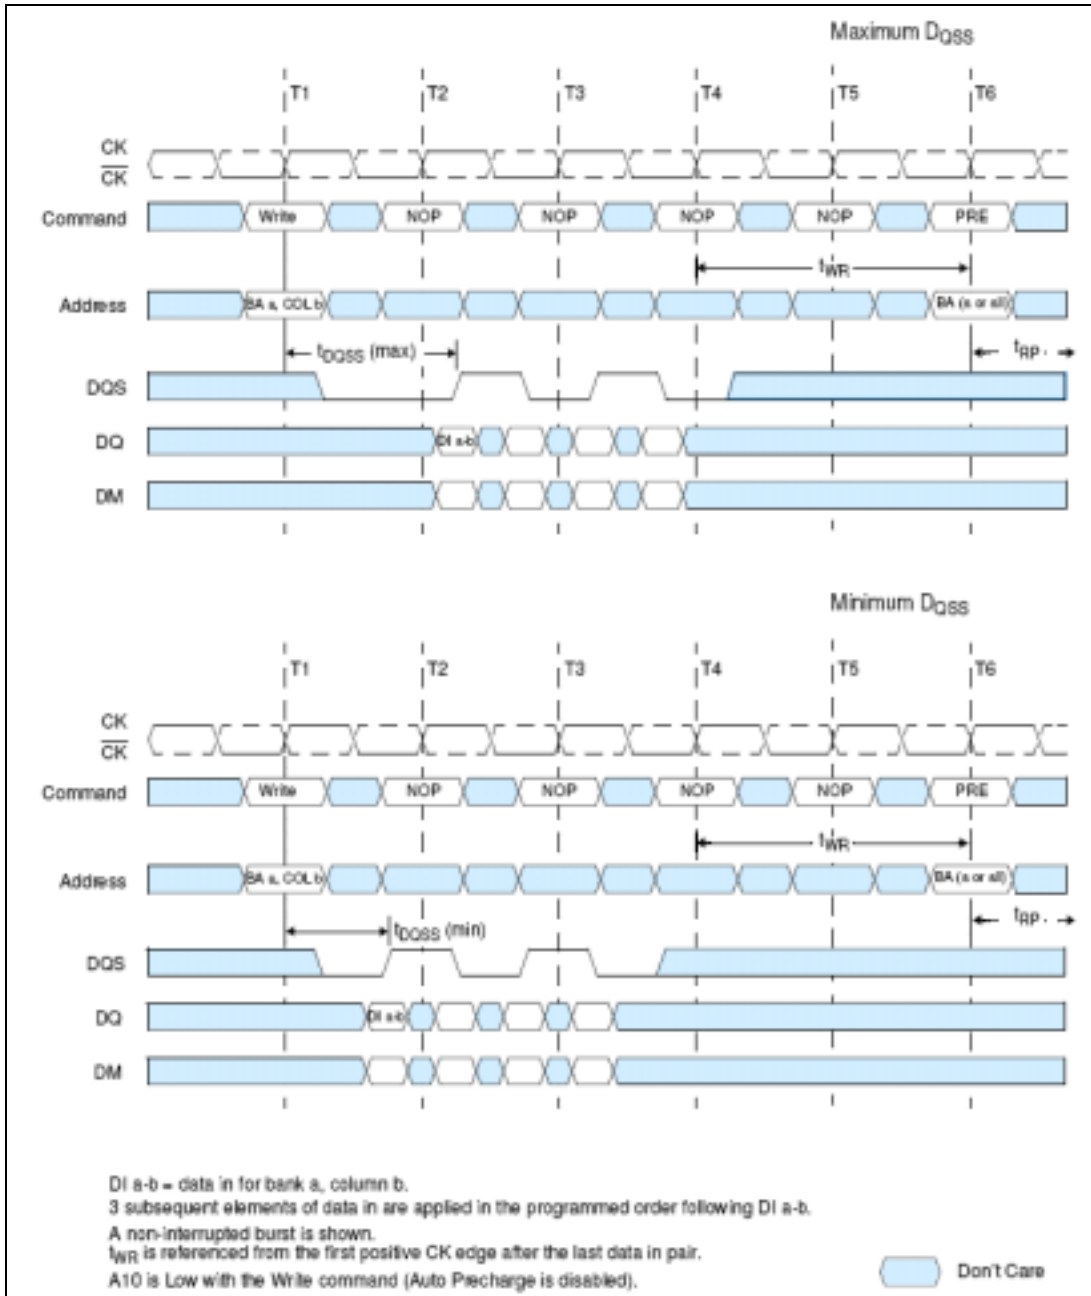 Maximum DQSS
T1 T2 T3 T4 T5 T6
CK
CK
Command Write NOP NOP NOP NOP PRE
tWR
Address BA a, COL b BA (a or all)
tDQSS (max) tRP
DQS
DQ DI a-b
DM
Minimum DQSS
T1 T2 T3 T4 T5 T6
CK
CK
Command Write NOP NOP NOP NOP PRE
tWR
Address BA a, COL b BA (a or all)
tDQSS (min) tRP
DQS
DQ DI a-b
DM
DI a-b = data in for bank a, column b.
3 subsequent elements of data in are applied in the programmed order following DI a-b.
A non-interrupted burst is shown.
tWR is referenced from the first positive CK edge after the last data in pair.
A10 is Low with the Write command (Auto Precharge is disabled).
Don't Care